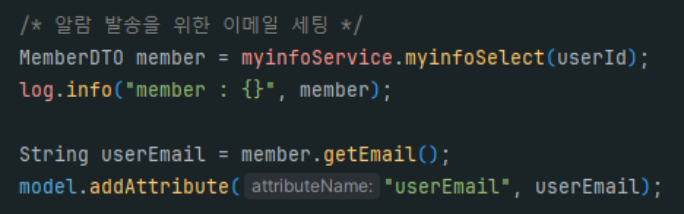 /* 알람 발송을 위한 이메일 세팅 */
MemberDTO member = myinfoService.myinfoSelect(userId);
log.info("member : {}", member);
String userEmail = member.getEmail();
model.addAttribute( attributeName: "userEmail", userEmail);